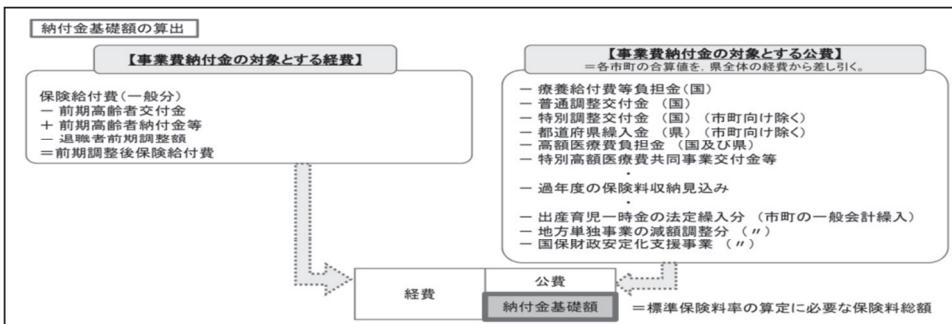 納付金基礎額の算出
【事業費納付金の対象とする経費】
保険給付費(一般分)
－ 前期高齢者交付金
＋ 前期高齢者納付金等
－ 退職者前期調整額
＝前期調整後保険給付費
【事業費納付金の対象とする公費】
＝各市町の合算値を，県全体の経費から差し引く。
－ 療養給付費等負担金(国)
－ 普通調整交付金 （国）
－ 特別調整交付金 （国）（市町向け除く）
－ 都道府県繰入金 （県）（市町向け除く）
－ 高額医療費負担金 （国及び県）
－ 特別高額医療費共同事業交付金等
・
－ 過年度の保険料収納見込み
・
－ 出産育児一時金の法定繰入分 （市町の一般会計繰入）
－ 地方単独事業の減額調整分 （〃）
－ 国保財政安定化支援事業 （〃）
経費
公費
納付金基礎額
＝標準保険料率の算定に必要な保険料総額